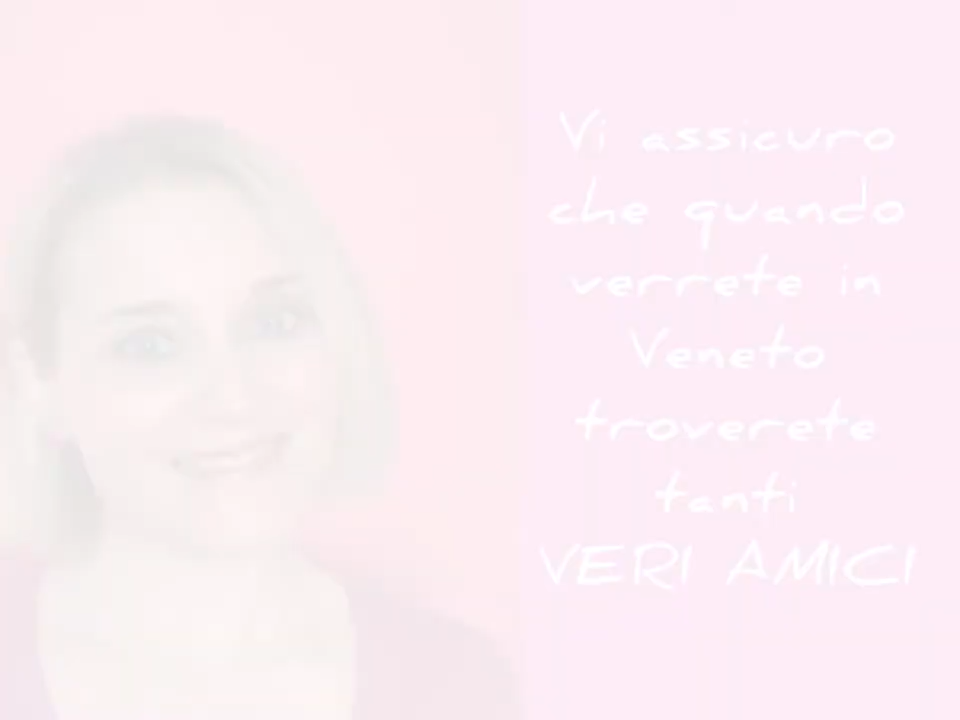 Vi assicuro
che quando
verrete in
Veneto
troverete
tanti
VERI AMICI